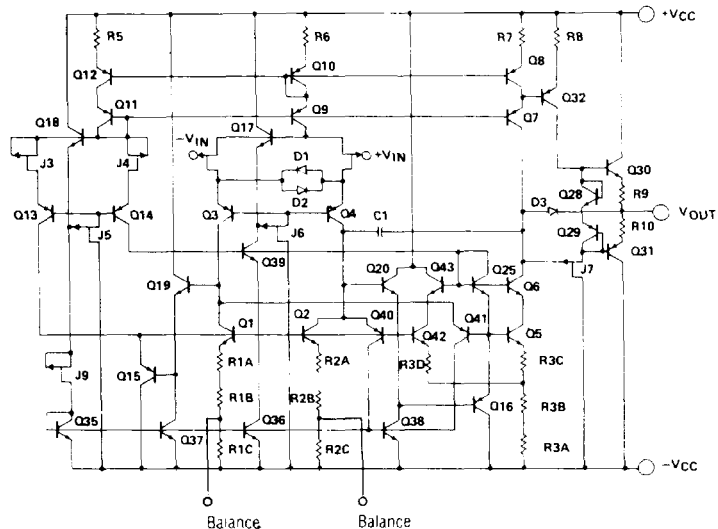 +VCC
R5
R6
R7
R8
Q12
Q10
Q8
Q32
Q11
Q9
Q7
Q18
Q17
−VIN
+VIN
J3
J4
D1
D2
Q30
Q28
R9
D3
VOUT
R10
Q29
Q31
Q13
Q14
J5
Q3
J6
Q4
C1
Q39
Q20
Q43
Q25
Q6
J7
Q19
Q1
Q2
Q40
Q42
Q41
Q5
R1A
R2A
R3D
R3C
J9
Q15
R1B
R2B
Q16
R3B
Q35
Q37
Q36
Q38
R1C
R2C
R3A
−VCC
Balance
Balance